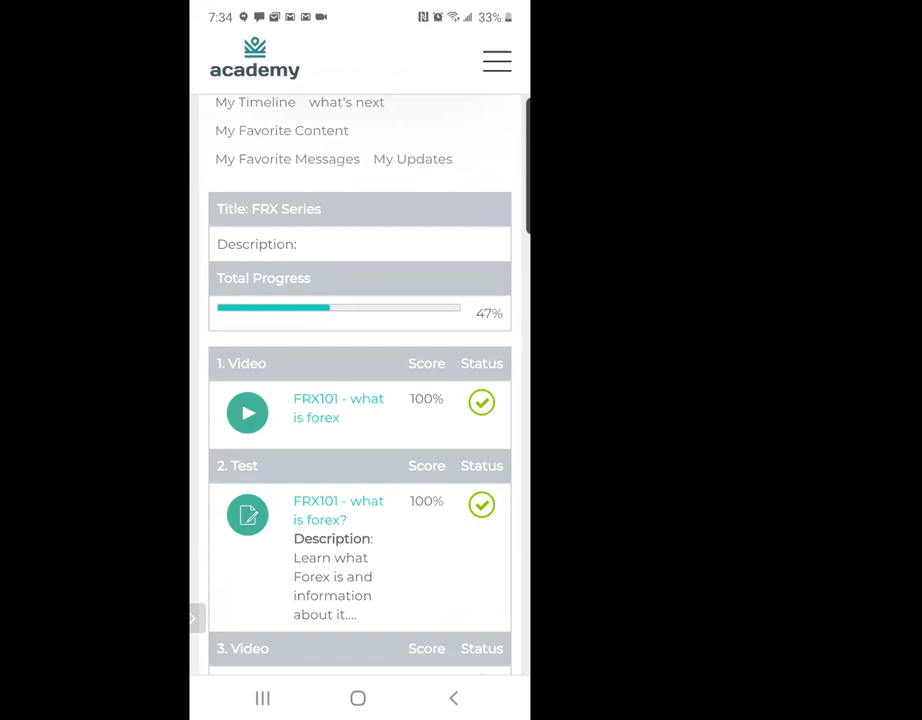 7:34 33%
academy
My Timeline what's next
My Favorite Content
My Favorite Messages My Updates
Title: FRX Series
Description:
Total Progress
47%
1. Video Score Status
FRX101 - what 100%
is forex
2. Test Score Status
FRX101 - what 100%
is forex?
Description:
Learn what
Forex is and
information
about it....
3. Video Score Status